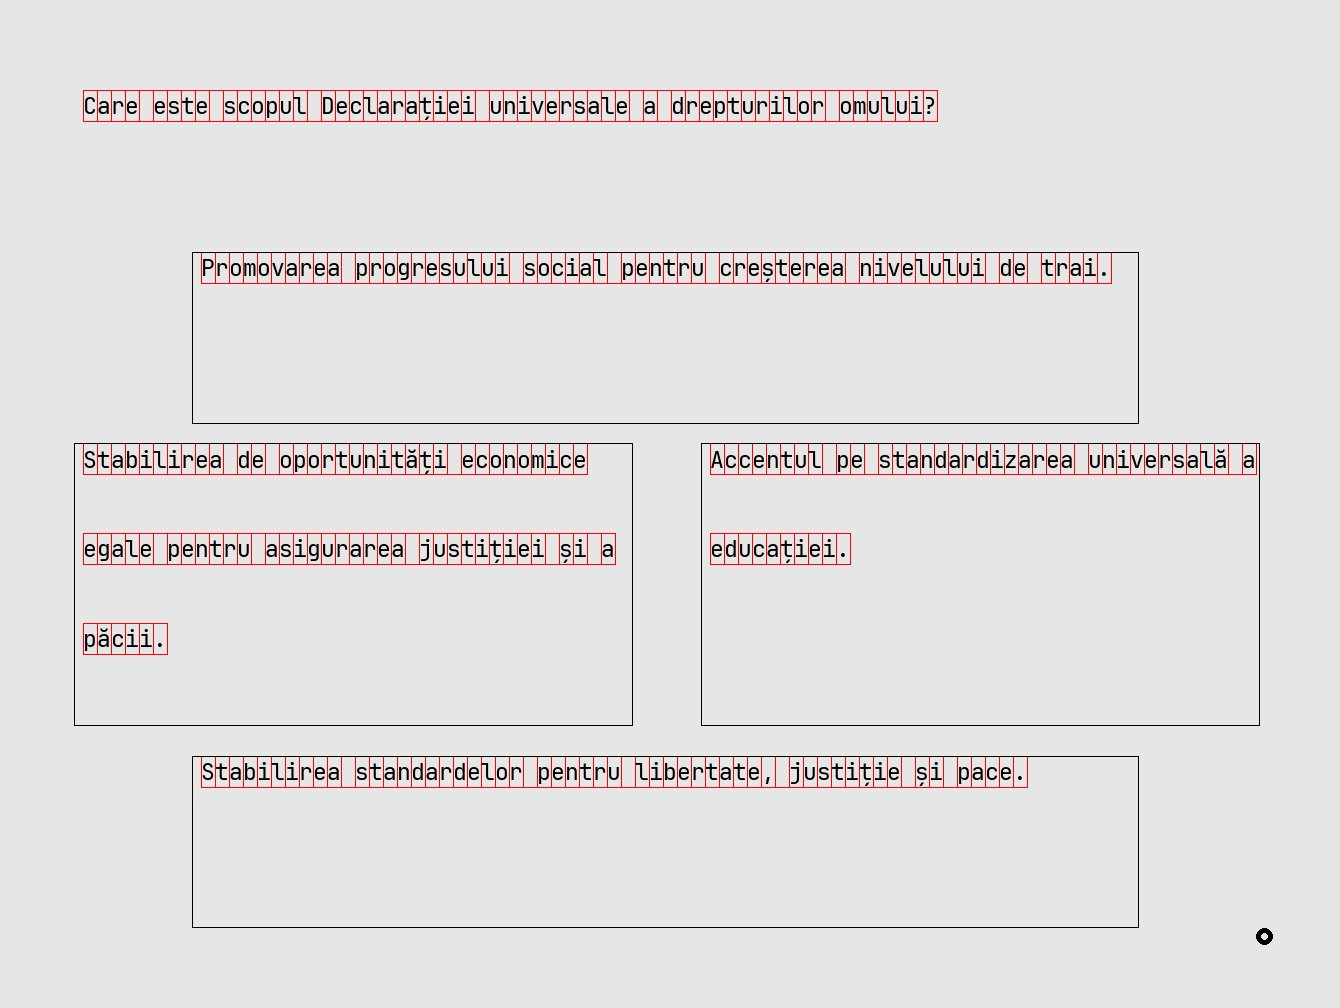 Care este scopul Declarației universale a drepturilor omului?
Promovarea progresului social pentru creșterea nivelului de trai.
Stabilirea de oportunități economice
egale pentru asigurarea justiției și a
păcii.
Accentul pe standardizarea universală a
educației.
Stabilirea standardelor pentru libertate, justiție și pace.